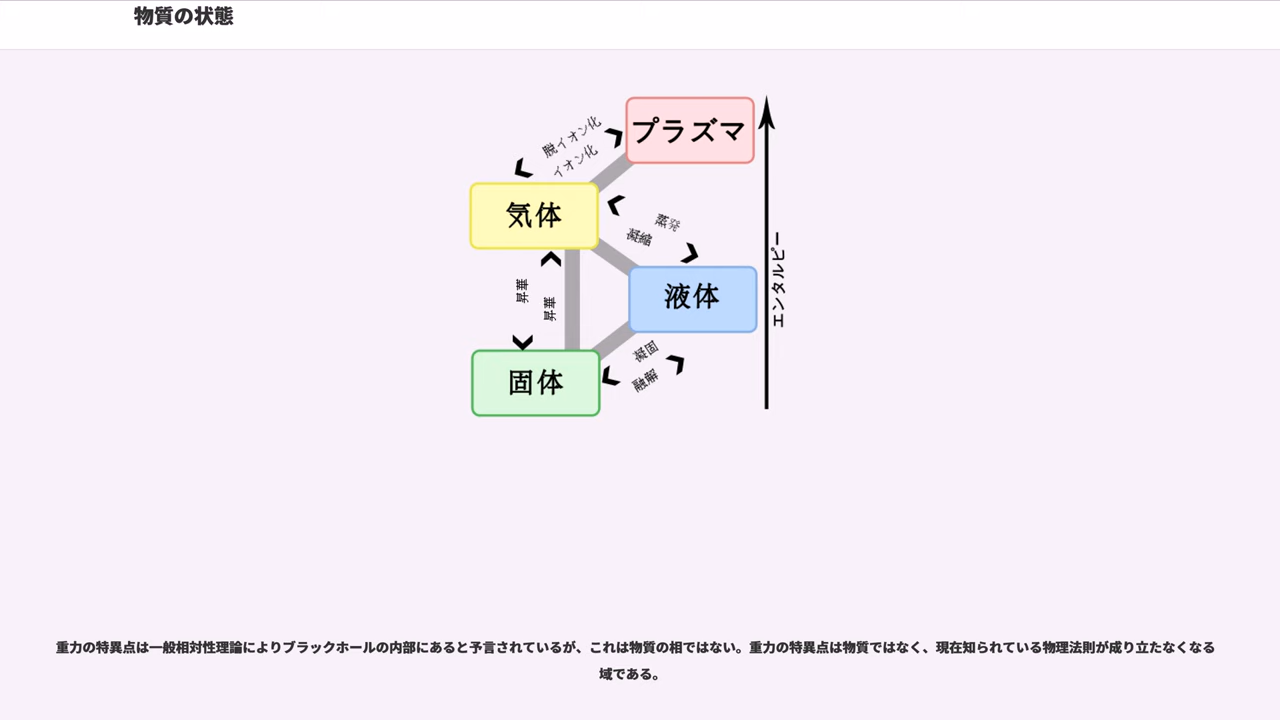 物質の状態
プラズマ
脱イオン化
イオン化
気体
蒸発
凝縮
エンタルピー
昇華
昇華
液体
凝固
融解
固体
重力の特異点は一般相対性理論によりブラックホールの内部にあると予言されているが、これは物質の相ではない。重力の特異点は物質ではなく、現在知られている物理法則が成り立たなくなる
域である。